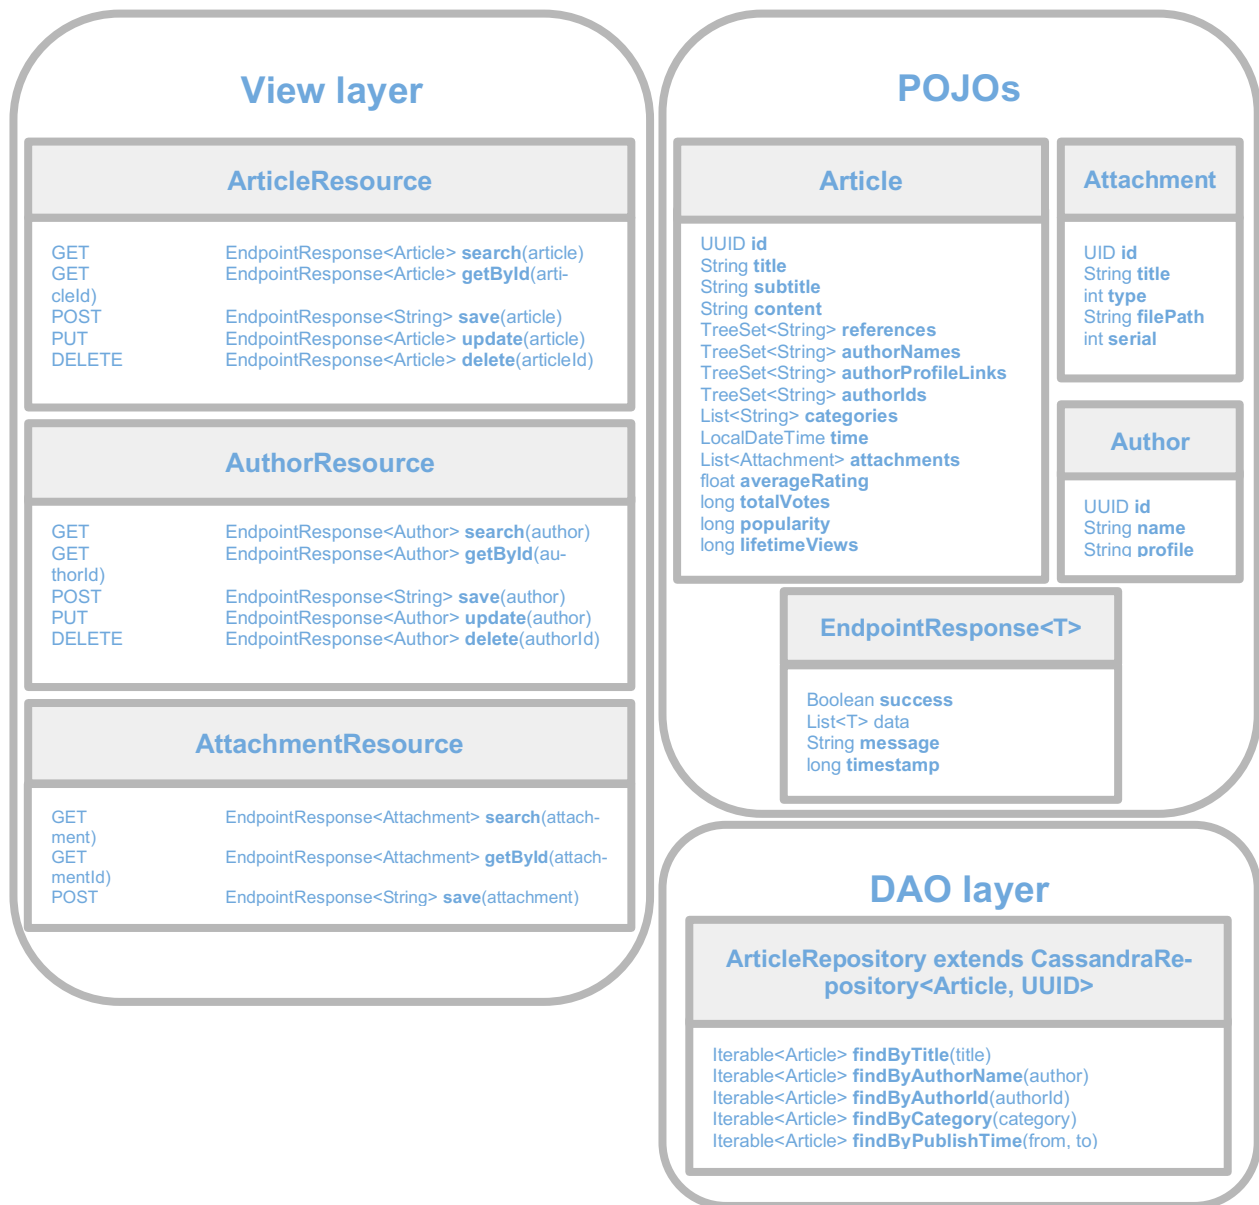 View layer
ArticleResource
GET EndpointResponse<Article> search(article)
GET EndpointResponse<Article> getById(arti-
cleId)
POST EndpointResponse<String> save(article)
PUT EndpointResponse<Article> update(article)
DELETE EndpointResponse<Article> delete(articleId)
AuthorResource
GET EndpointResponse<Author> search(author)
GET EndpointResponse<Author> getById(au-
thorId)
POST EndpointResponse<String> save(author)
PUT EndpointResponse<Author> update(author)
DELETE EndpointResponse<Author> delete(authorId)
AttachmentResource
GET EndpointResponse<Attachment> search(attach-
ment)
GET EndpointResponse<Attachment> getById(attach-
mentId)
POST EndpointResponse<String> save(attachment)
POJOs
Article
UUID id
String title
String subtitle
String content
TreeSet<String> references
TreeSet<String> authorNames
TreeSet<String> authorProfileLinks
TreeSet<String> authorIds
List<String> categories
LocalDateTime time
List<Attachment> attachments
float averageRating
long totalVotes
long popularity
long lifetimeViews
Attachment
UID id
String title
int type
String filePath
int serial
Author
UUID id
String name
String profile
EndpointResponse<T>
Boolean success
List<T> data
String message
long timestamp
DAO layer
ArticleRepository extends CassandraRe-
pository<Article, UUID>
Iterable<Article> findByTitle(title)
Iterable<Article> findByAuthorName(author)
Iterable<Article> findByAuthorId(authorId)
Iterable<Article> findByCategory(category)
Iterable<Article> findByPublishTime(from, to)